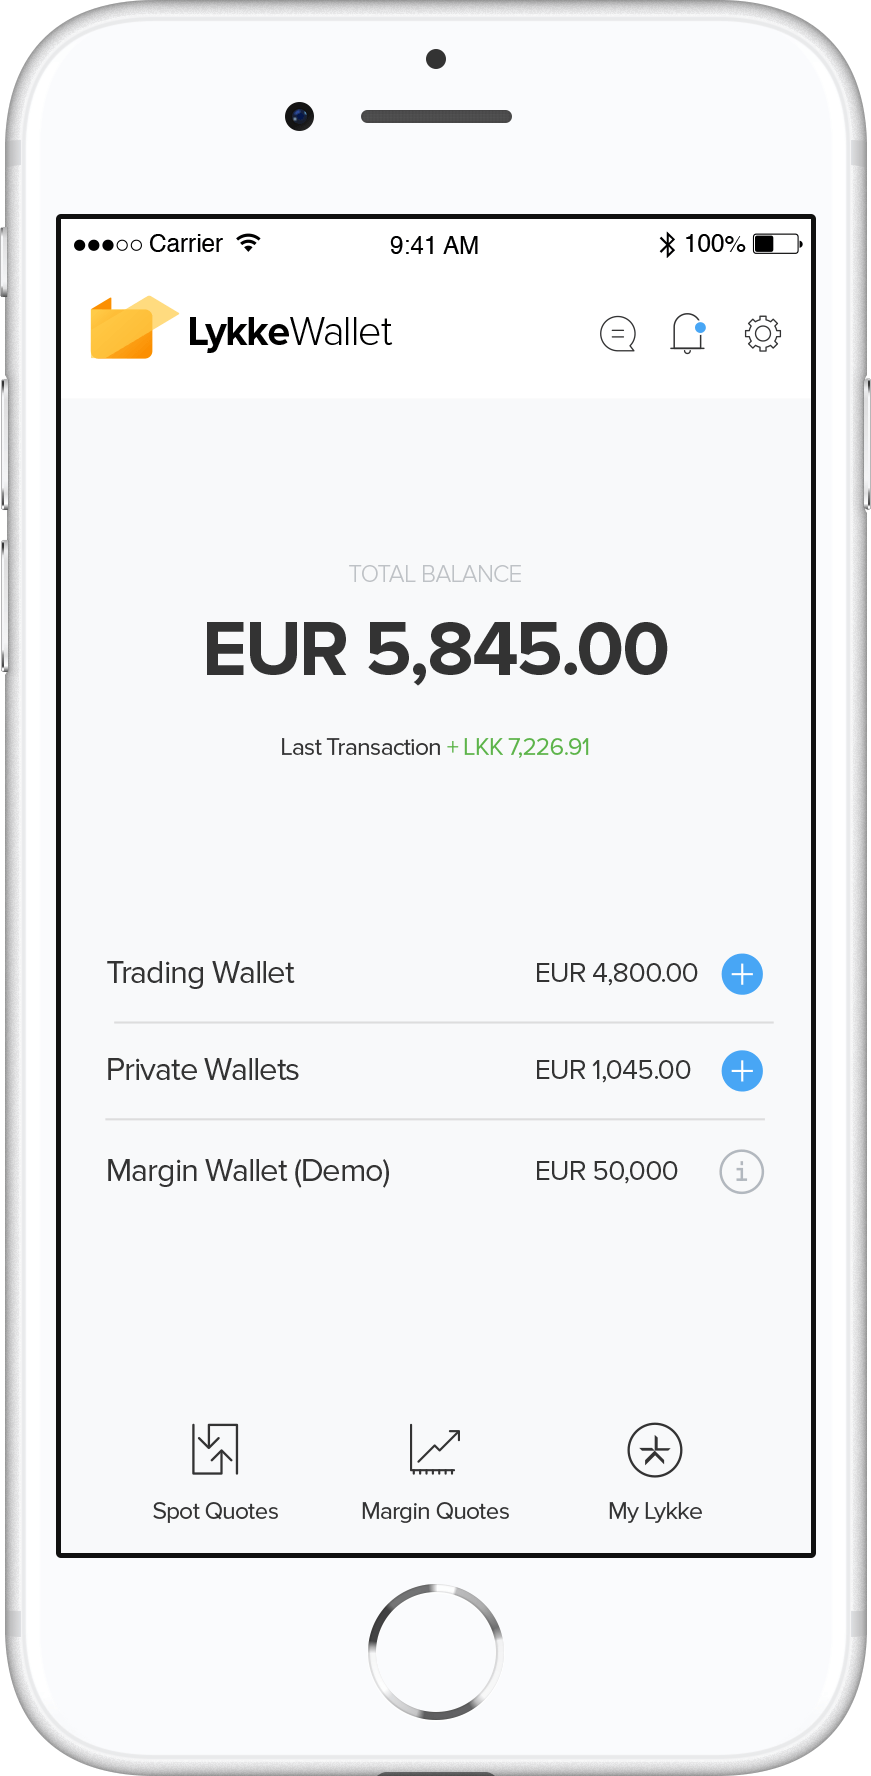 Carrier 9:41 AM 100%
LykkeWallet
TOTAL BALANCE
EUR 5,845.00
Last Transaction + LKK 7,226.91
Trading Wallet EUR 4,800.00
Private Wallets EUR 1,045.00
Margin Wallet (Demo) EUR 50,000
Spot Quotes Margin Quotes My Lykke